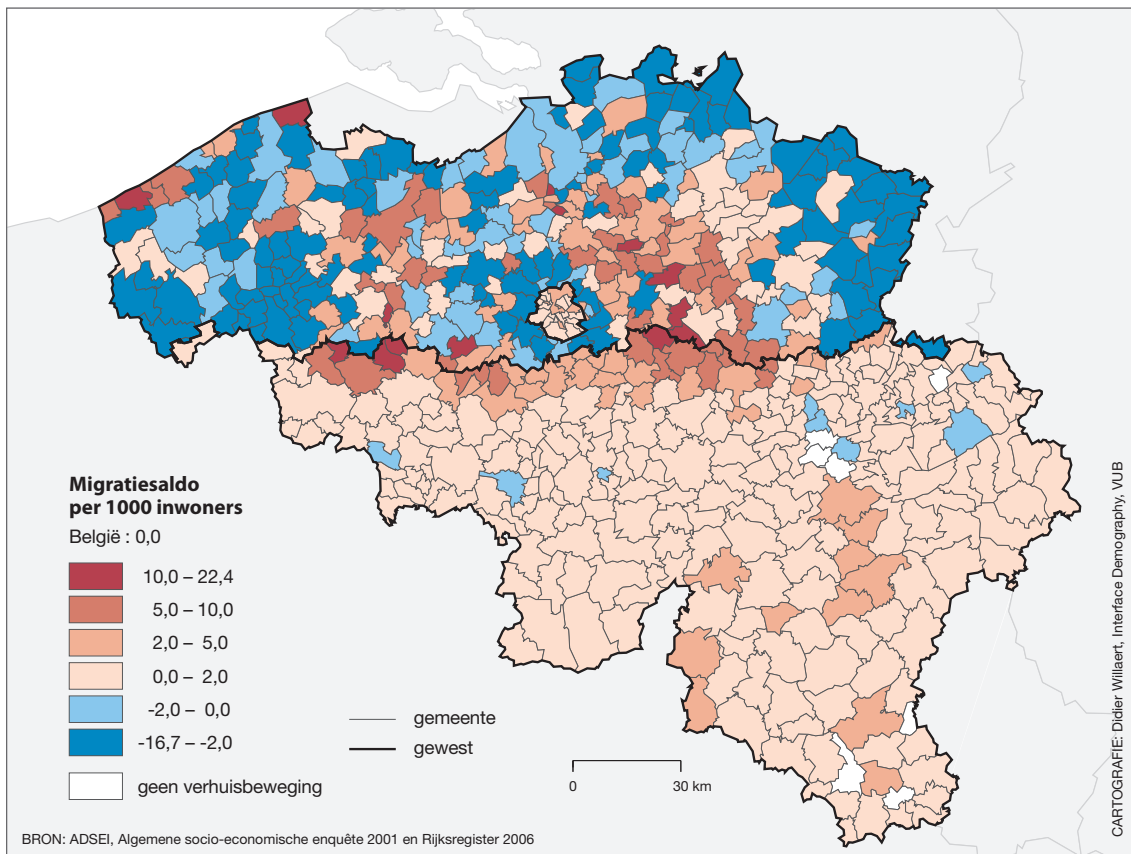 Migratiesaldo
per 1000 inwoners
België : 0,0
10,0 – 22,4
5,0 – 10,0
2,0 – 5,0
0,0 – 2,0
-2,0 – 0,0
-16,7 – -2,0
geen verhuisbeweging
gemeente
gewest
0 30 km
BRON: ADSEI, Algemene socio-economische enquête 2001 en Rijksregister 2006
CARTOGRAFIE: Didier Willaert, Interface Demography, VUB